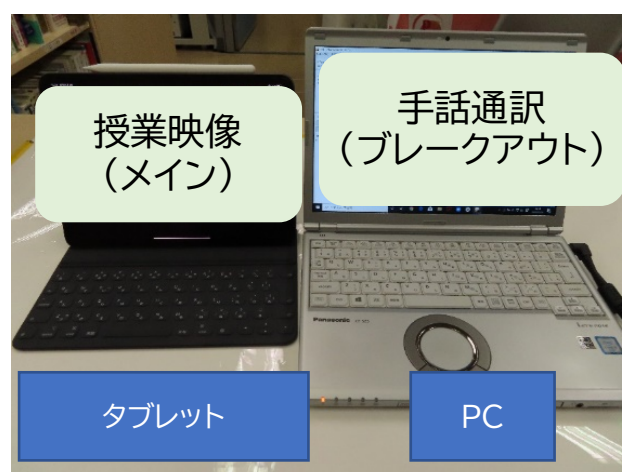 授業映像
（メイン）
手話通訳
（ブレークアウト）
Panasonic
タブレット
PC